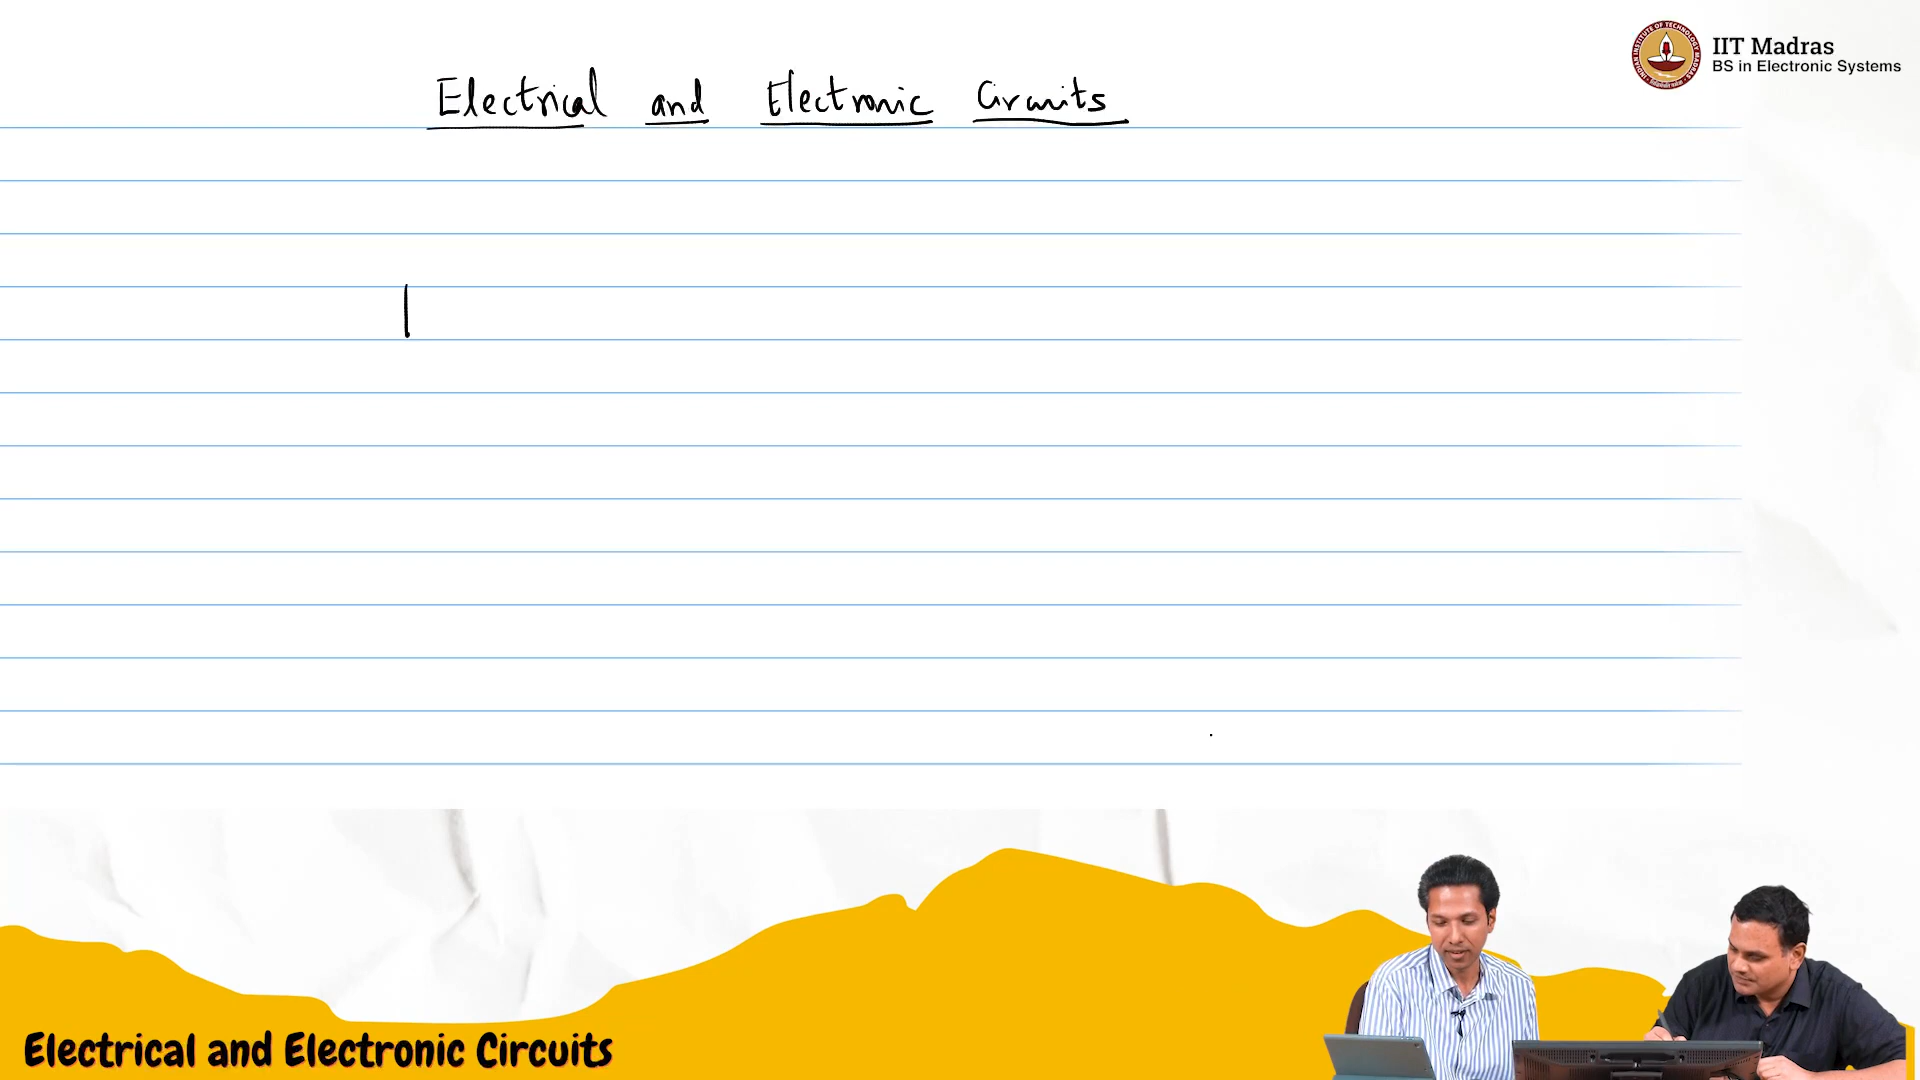 IIT Madras
BS in Electronic Systems
Electrical and Electronic Circuits
Electrical and Electronic Circuits